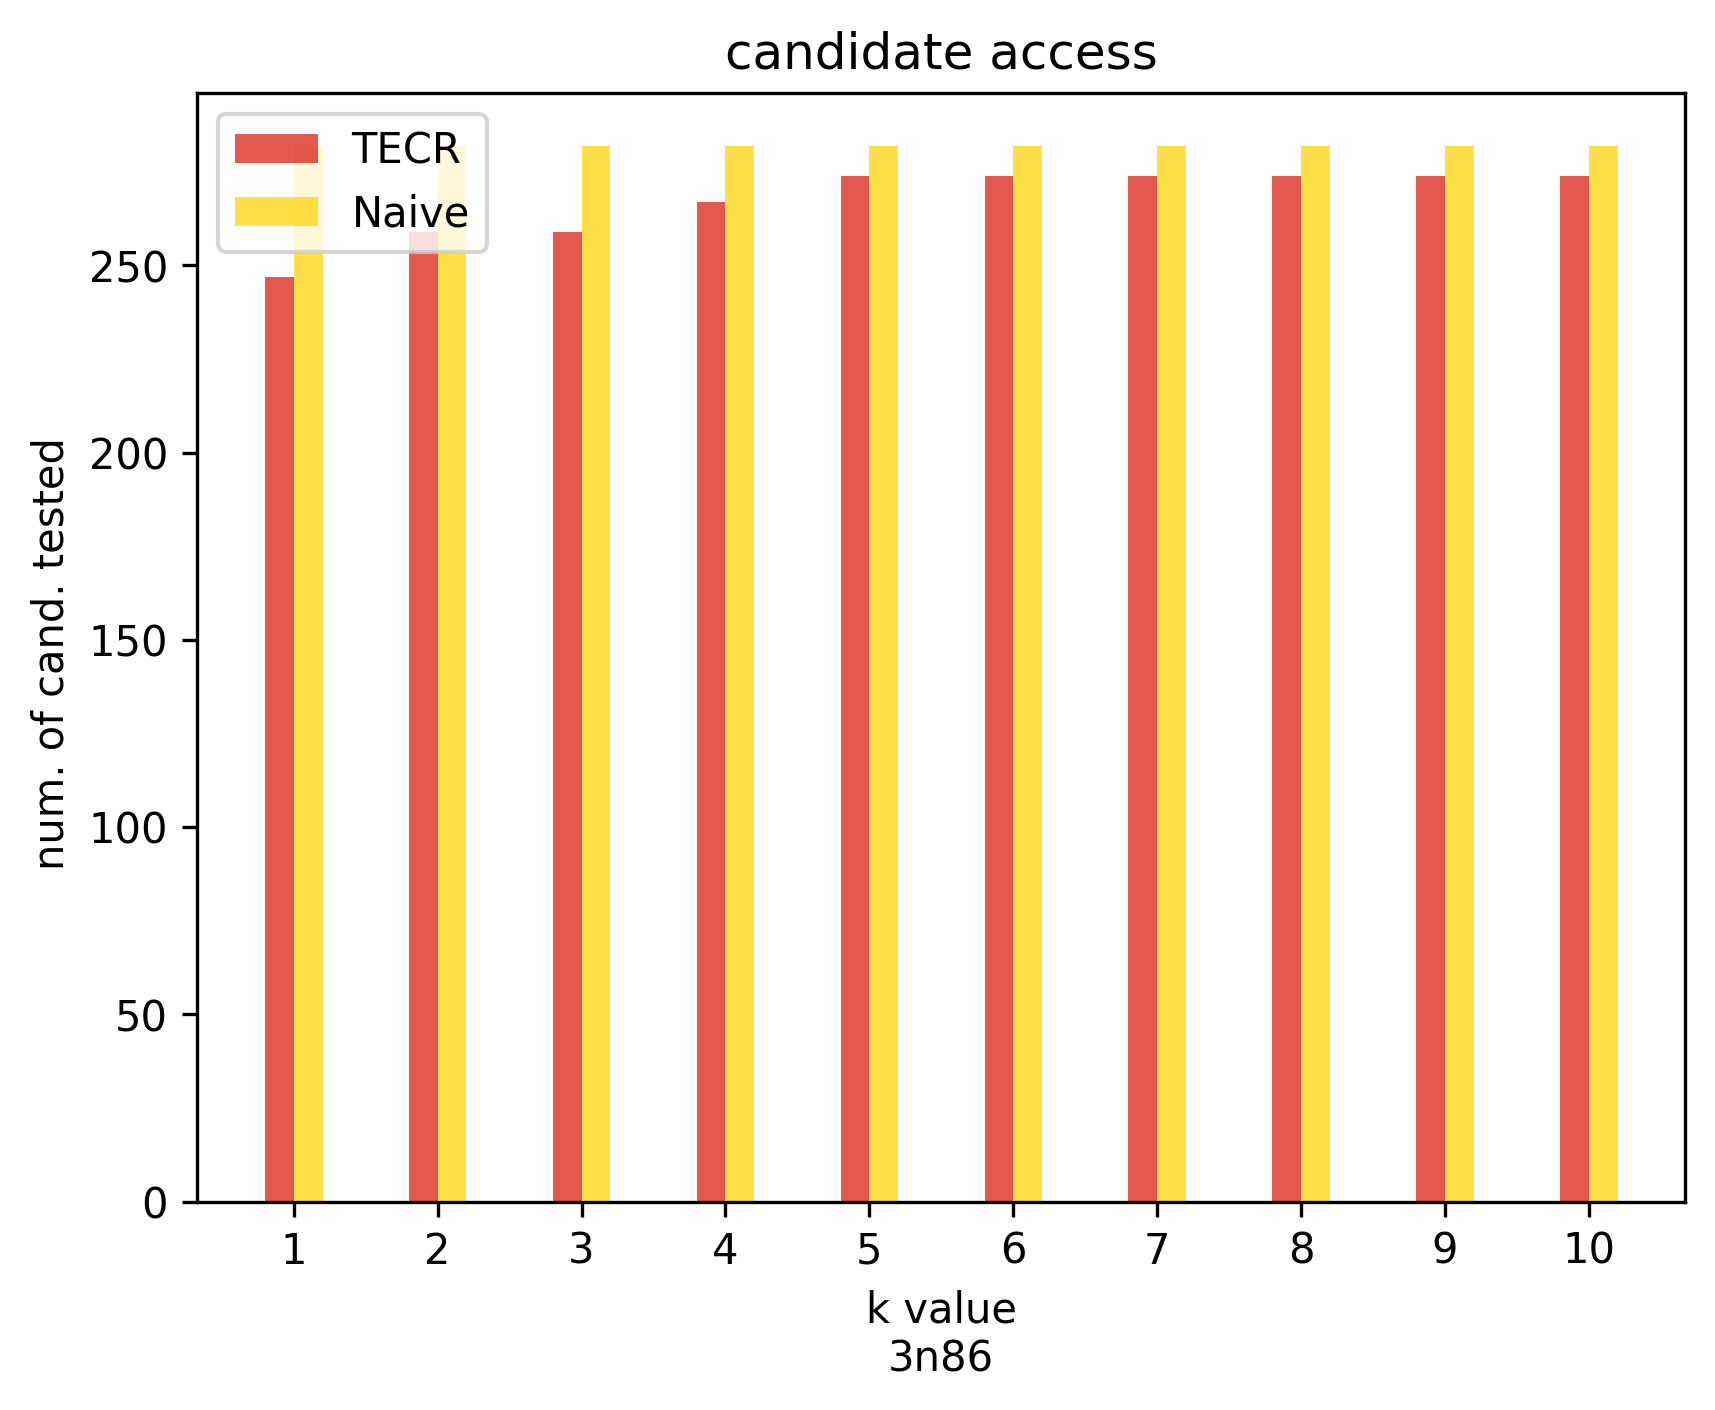 candidate access
TECR
Naive
num. of cand. tested
250
200
150
100
50
0
1 2 3 4 5 6 7 8 9 10
k value
3n86